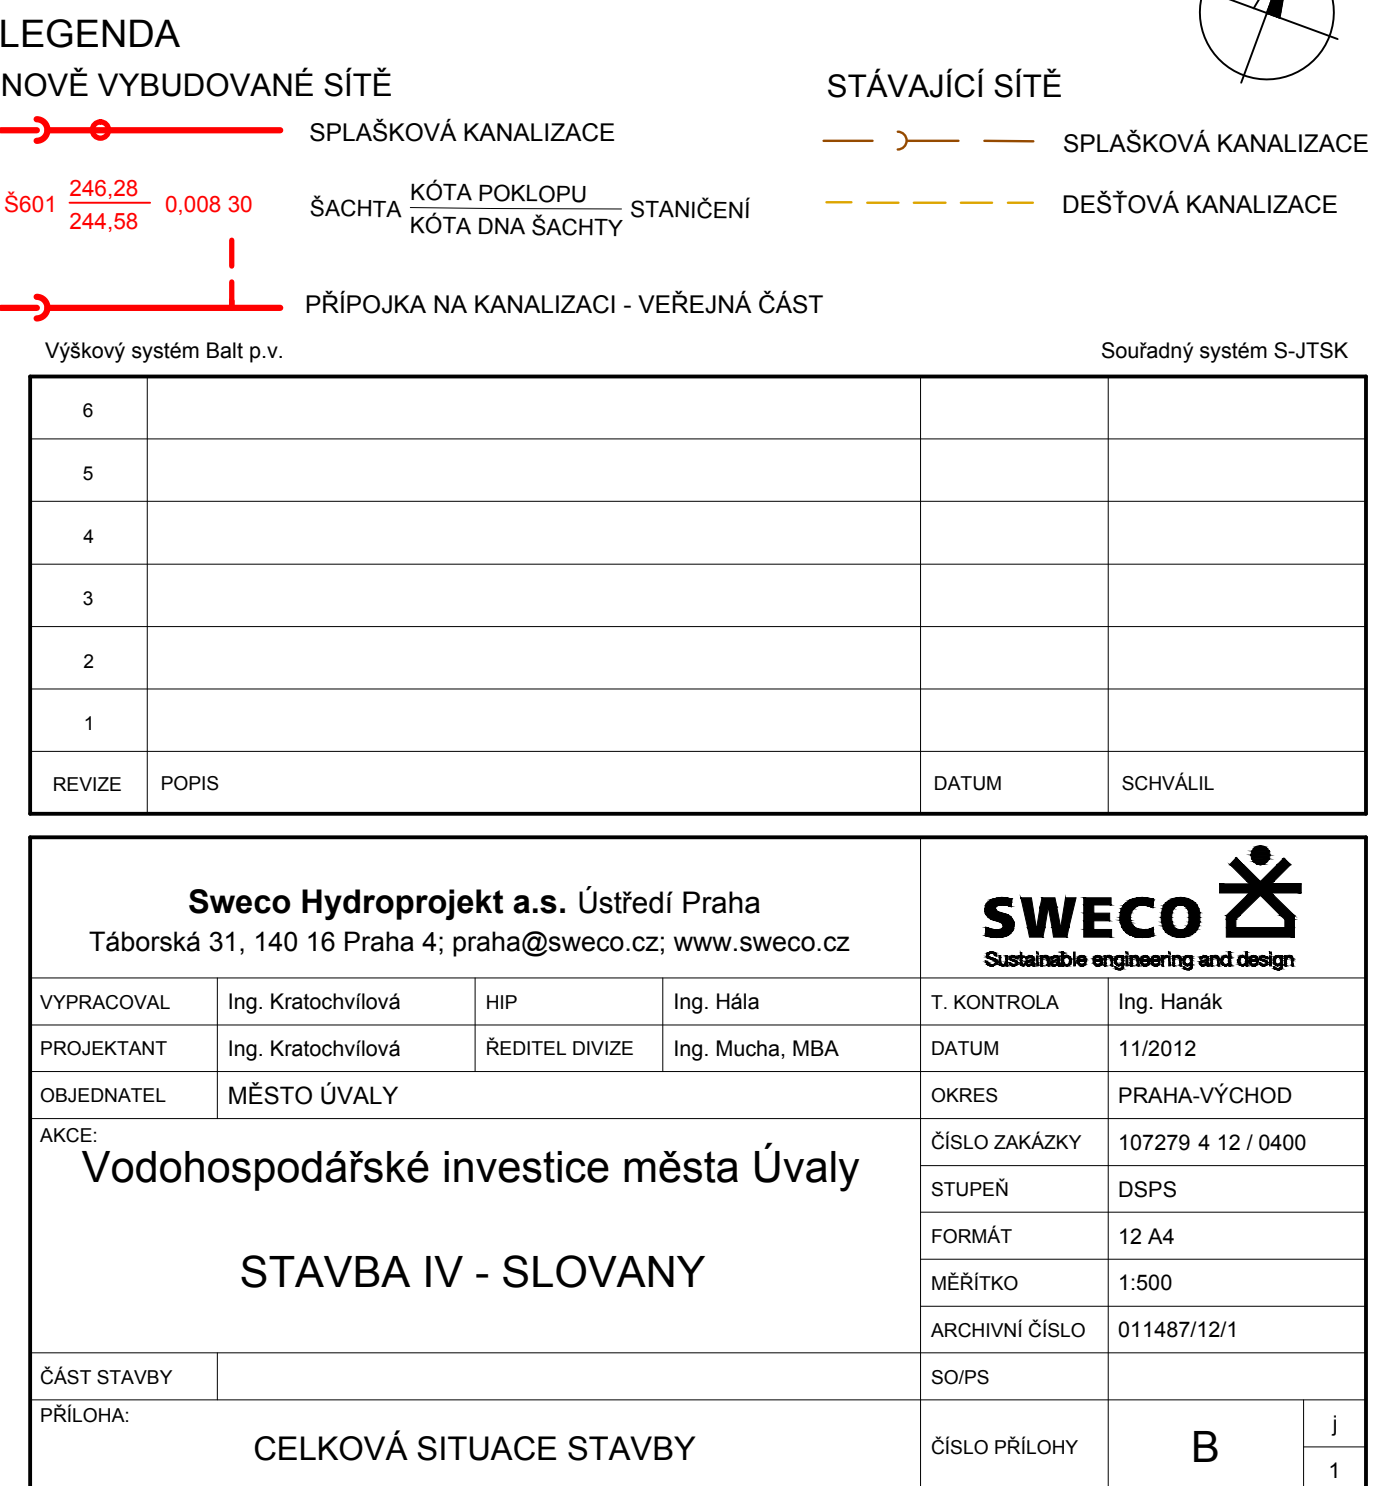 LEGENDA
NOVĚ VYBUDOVANÉ SÍTĚ
SPLAŠKOVÁ KANALIZACE
Š601 246,28 0,008 30
244,58
ŠACHTA KÓTA POKLOPU STANIČENÍ
KÓTA DNA ŠACHTY
PŘÍPOJKA NA KANALIZACI - VEŘEJNÁ ČÁST
STÁVAJÍCÍ SÍTĚ
SPLAŠKOVÁ KANALIZACE
DEŠŤOVÁ KANALIZACE
Výškový systém Balt p.v.
Souřadný systém S-JTSK
6
5
4
3
2
1
REVIZE POPIS DATUM SCHVÁLIL
Sweco Hydroprojekt a.s. Ústředí Praha
Táborská 31, 140 16 Praha 4; praha@sweco.cz; www.sweco.cz
SWECO
Sustainable engineering and design
VYPRACOVAL Ing. Kratochvílová HIP Ing. Hála T. KONTROLA Ing. Hanák
PROJEKTANT Ing. Kratochvílová ŘEDITEL DIVIZE Ing. Mucha, MBA DATUM 11/2012
OBJEDNATEL MĚSTO ÚVALY OKRES PRAHA-VÝCHOD
AKCE:
Vodohospodářské investice města Úvaly
STAVBA IV - SLOVANY
ČÍSLO ZAKÁZKY 107279 4 12 / 0400
STUPEŇ DSPS
FORMÁT 12 A4
MĚŘÍTKO 1:500
ARCHIVNÍ ČÍSLO 011487/12/1
ČÁST STAVBY SO/PS
PŘÍLOHA:
CELKOVÁ SITUACE STAVBY
ČÍSLO PŘÍLOHY B j
1